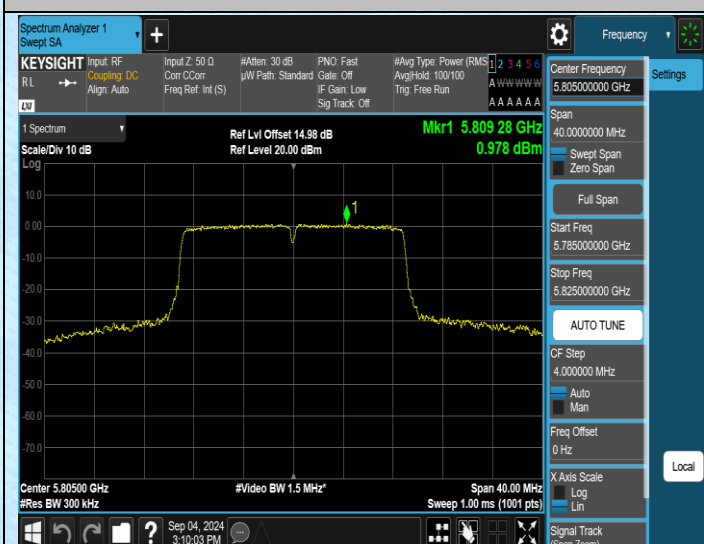 Spectrum Analyzer 1
Swept SA
Frequency
KEYSIGHT
RL
LXI
Input: RF
Coupling: DC
Align: Auto
Input Z: 50 Ω
Corr CCorr
Freq Ref: Int (S)
#Atten: 30 dB
µW Path: Standard
PNO: Fast
Gate: Off
IF Gain: Low
Sig Track: Off
#Avg Type: Power (RMS
Avg|Hold: 100/100
Trig: Free Run
1 2 3 4 5 6
A W W W W W
A A A A A A
1 Spectrum
Scale/Div 10 dB
Log
Ref Lvl Offset 14.98 dB
Ref Level 20.00 dBm
Mkr1 5.809 28 GHz
0.978 dBm
10.0
0.00
-10.0
-20.0
-30.0
-40.0
-50.0
-60.0
-70.0
1
Center 5.80500 GHz
#Res BW 300 kHz
#Video BW 1.5 MHz*
Span 40.00 MHz
Sweep 1.00 ms (1001 pts)
?
Sep 04, 2024
3:10:03 PM
Center Frequency
5.805000000 GHz
Settings
Span
40.0000000 MHz
Swept Span
Zero Span
Full Span
Start Freq
5.785000000 GHz
Stop Freq
5.825000000 GHz
AUTO TUNE
CF Step
4.000000 MHz
Auto
Man
Freq Offset
0 Hz
X Axis Scale
Log
Lin
Local
Signal Track
(Span Zoom)